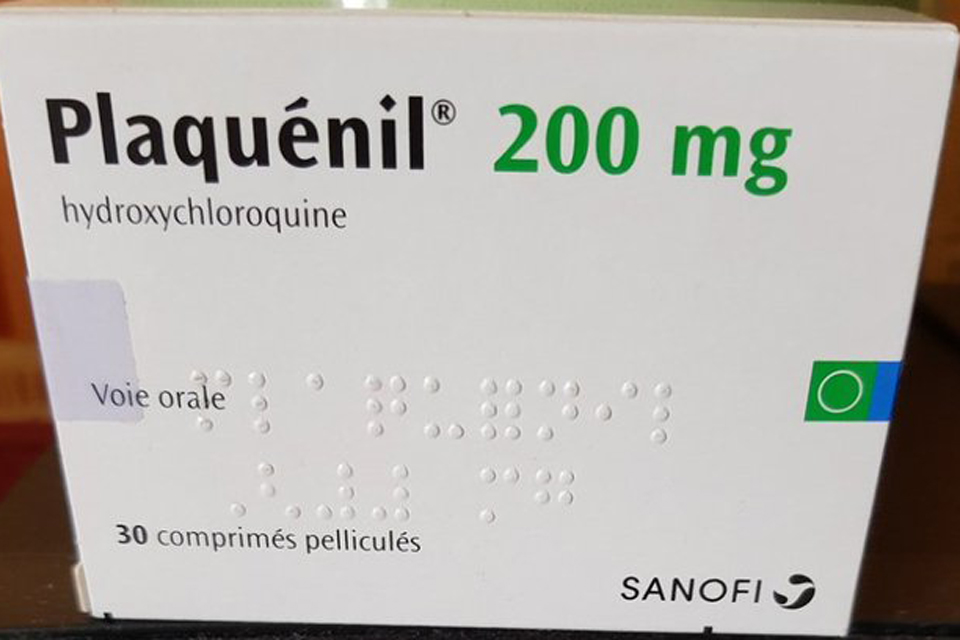 Plaquénil® 200 mg
hydroxychloroquine
Voie orale
30 comprimés pelliculés
SANOFI